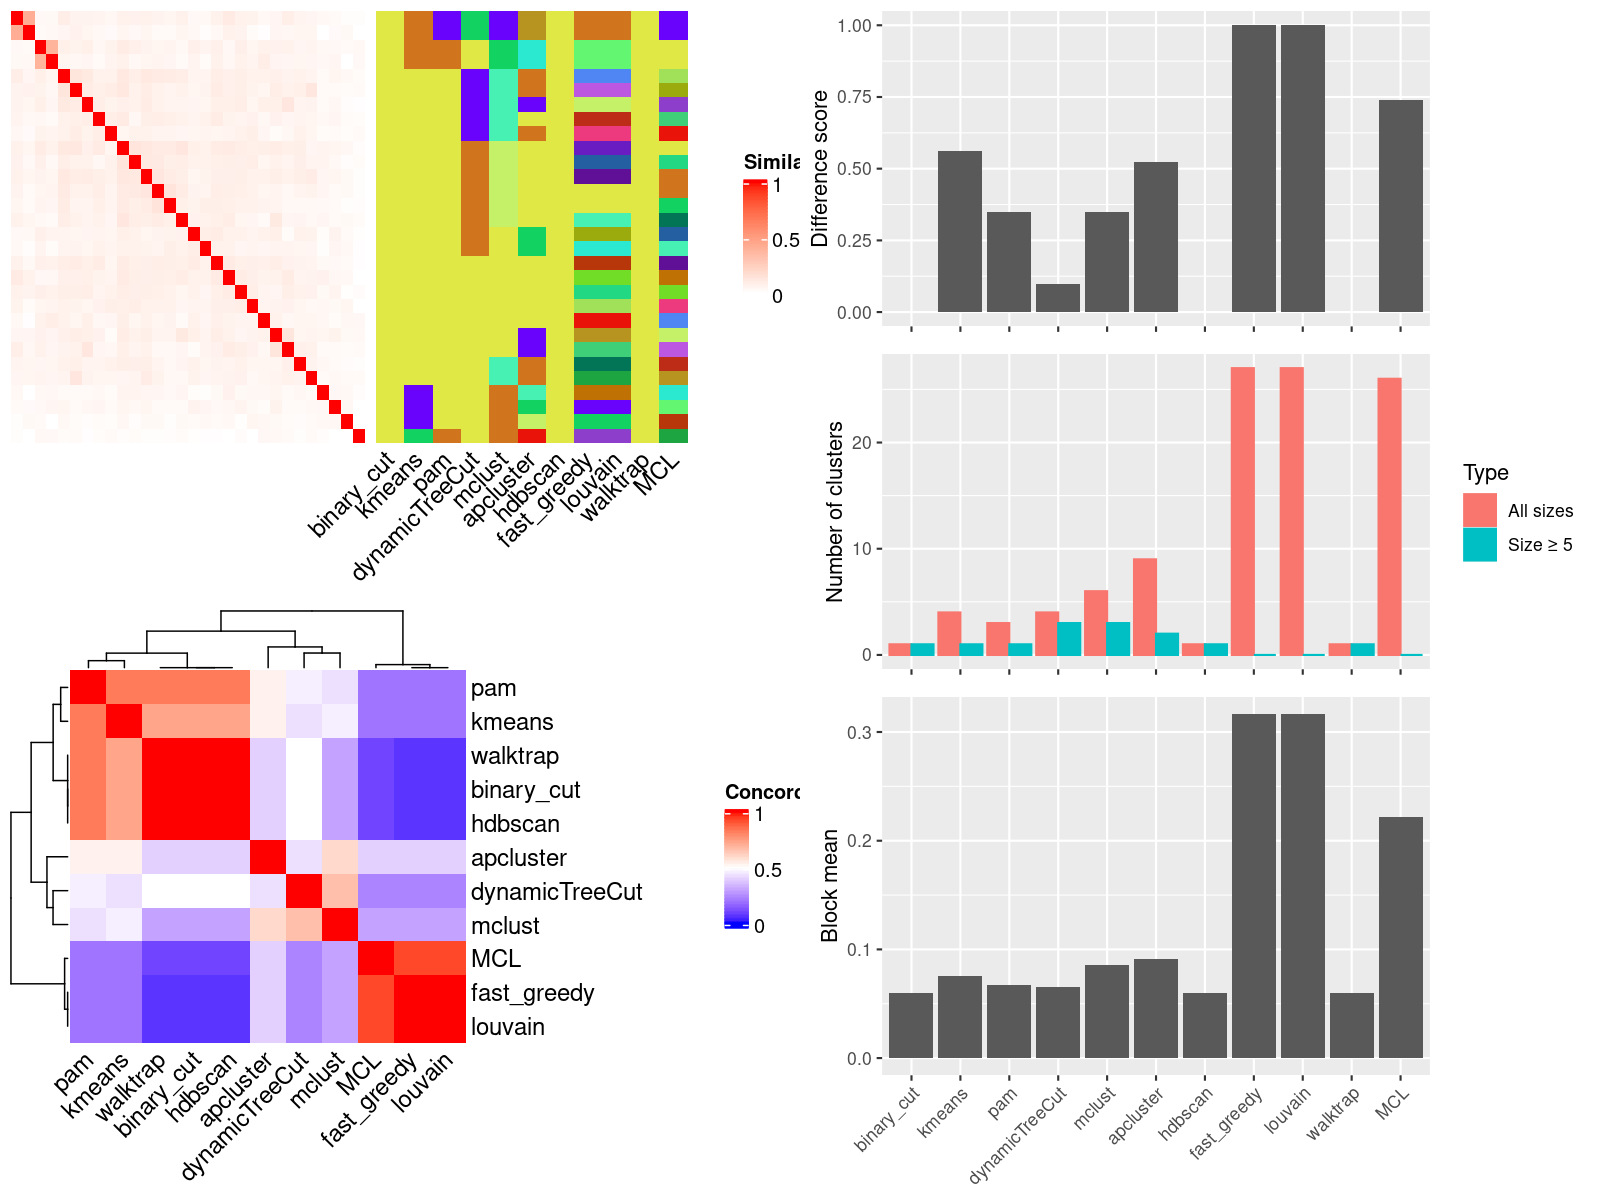 Simila
1
0.5
0
binary_cut
kmeans
pam
dynamicTreeCut
mclust
apcluster
hdbscan
fast_greedy
louvain
walktrap
MCL
pam
kmeans
walktrap
binary_cut
hdbscan
apcluster
dynamicTreeCut
mclust
MCL
fast_greedy
louvain
Concord
1
0.5
0
pam
kmeans
walktrap
binary_cut
hdbscan
apcluster
dynamicTreeCut
mclust
MCL
fast_greedy
louvain
Difference score
1.00
0.75
0.50
0.25
0.00
Number of clusters
20
10
0
Type
All sizes
Size ≥ 5
Block mean
0.3
0.2
0.1
0.0
binary_cut
kmeans
pam
dynamicTreeCut
mclust
apcluster
hdbscan
fast_greedy
louvain
walktrap
MCL